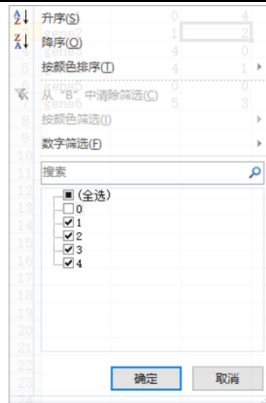 升序(S)
降序(O)
按颜色排序(T)
从 "B" 中清除筛选(C)
按颜色筛选(I)
数字筛选(F)
搜索
(全选)
0
1
2
3
4
确定
取消